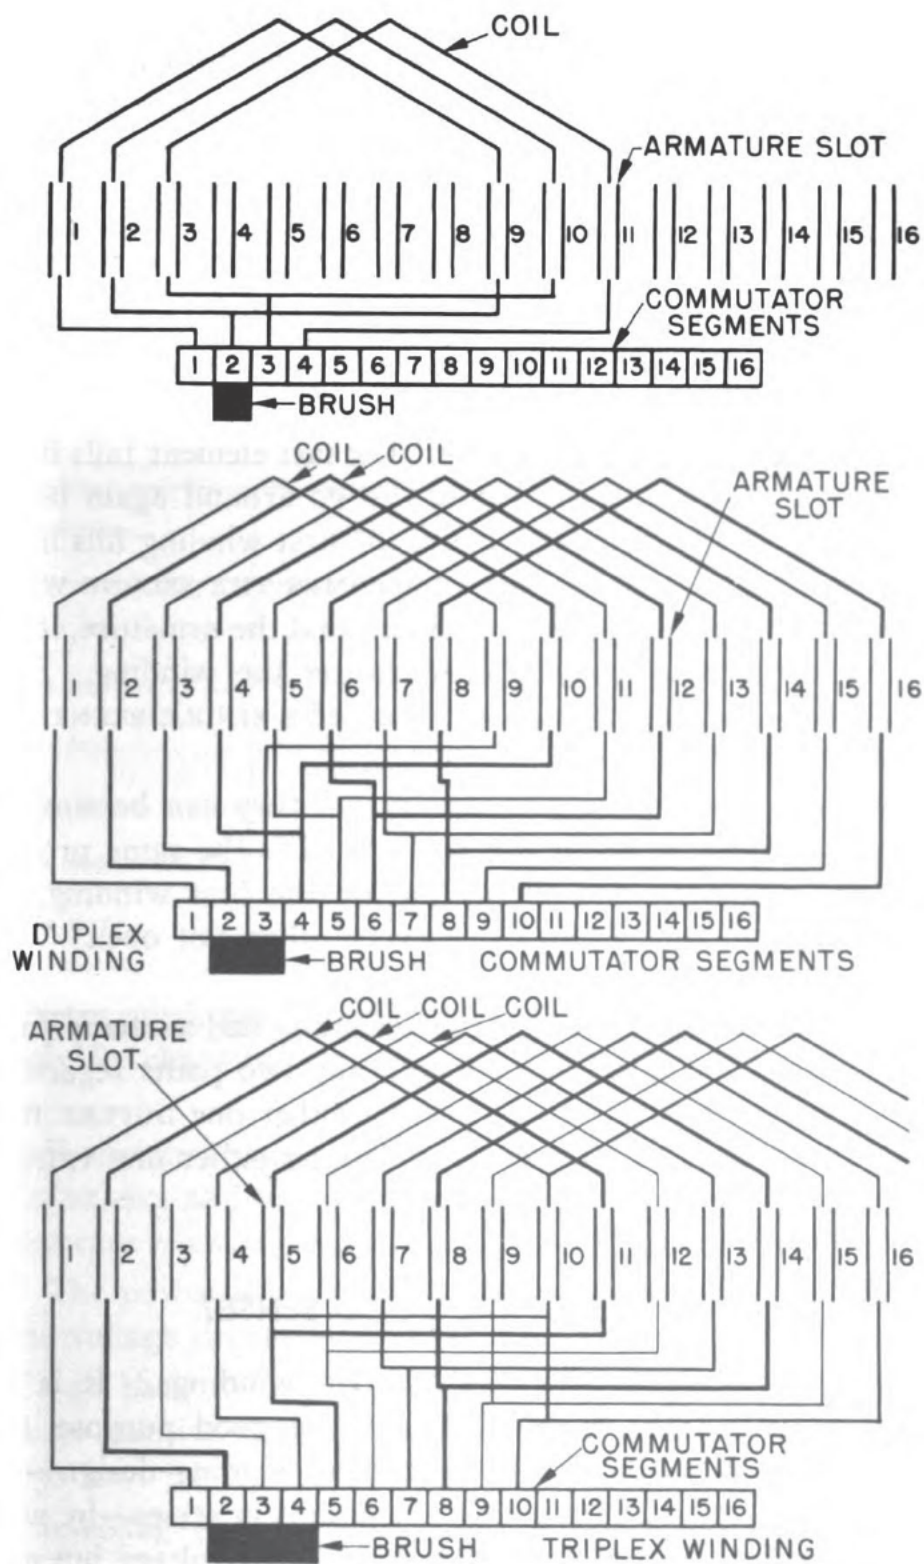 COIL
ARMATURE SLOT
1 2 3 4 5 6 7 8 9 10 11 12 13 14 15 16
COMMUTATOR
SEGMENTS
1 2 3 4 5 6 7 8 9 10 11 12 13 14 15 16
BRUSH
COIL COIL
ARMATURE
SLOT
1 2 3 4 5 6 7 8 9 10 11 12 13 14 15 16
1 2 3 4 5 6 7 8 9 10 11 12 13 14 15 16
DUPLEX
WINDING
BRUSH
COMMUTATOR SEGMENTS
COIL COIL COIL
ARMATURE
SLOT
1 2 3 4 5 6 7 8 9 10 11 12 13 14 15 16
COMMUTATOR
SEGMENTS
1 2 3 4 5 6 7 8 9 10 11 12 13 14 15 16
BRUSH
TRIPLEX WINDING